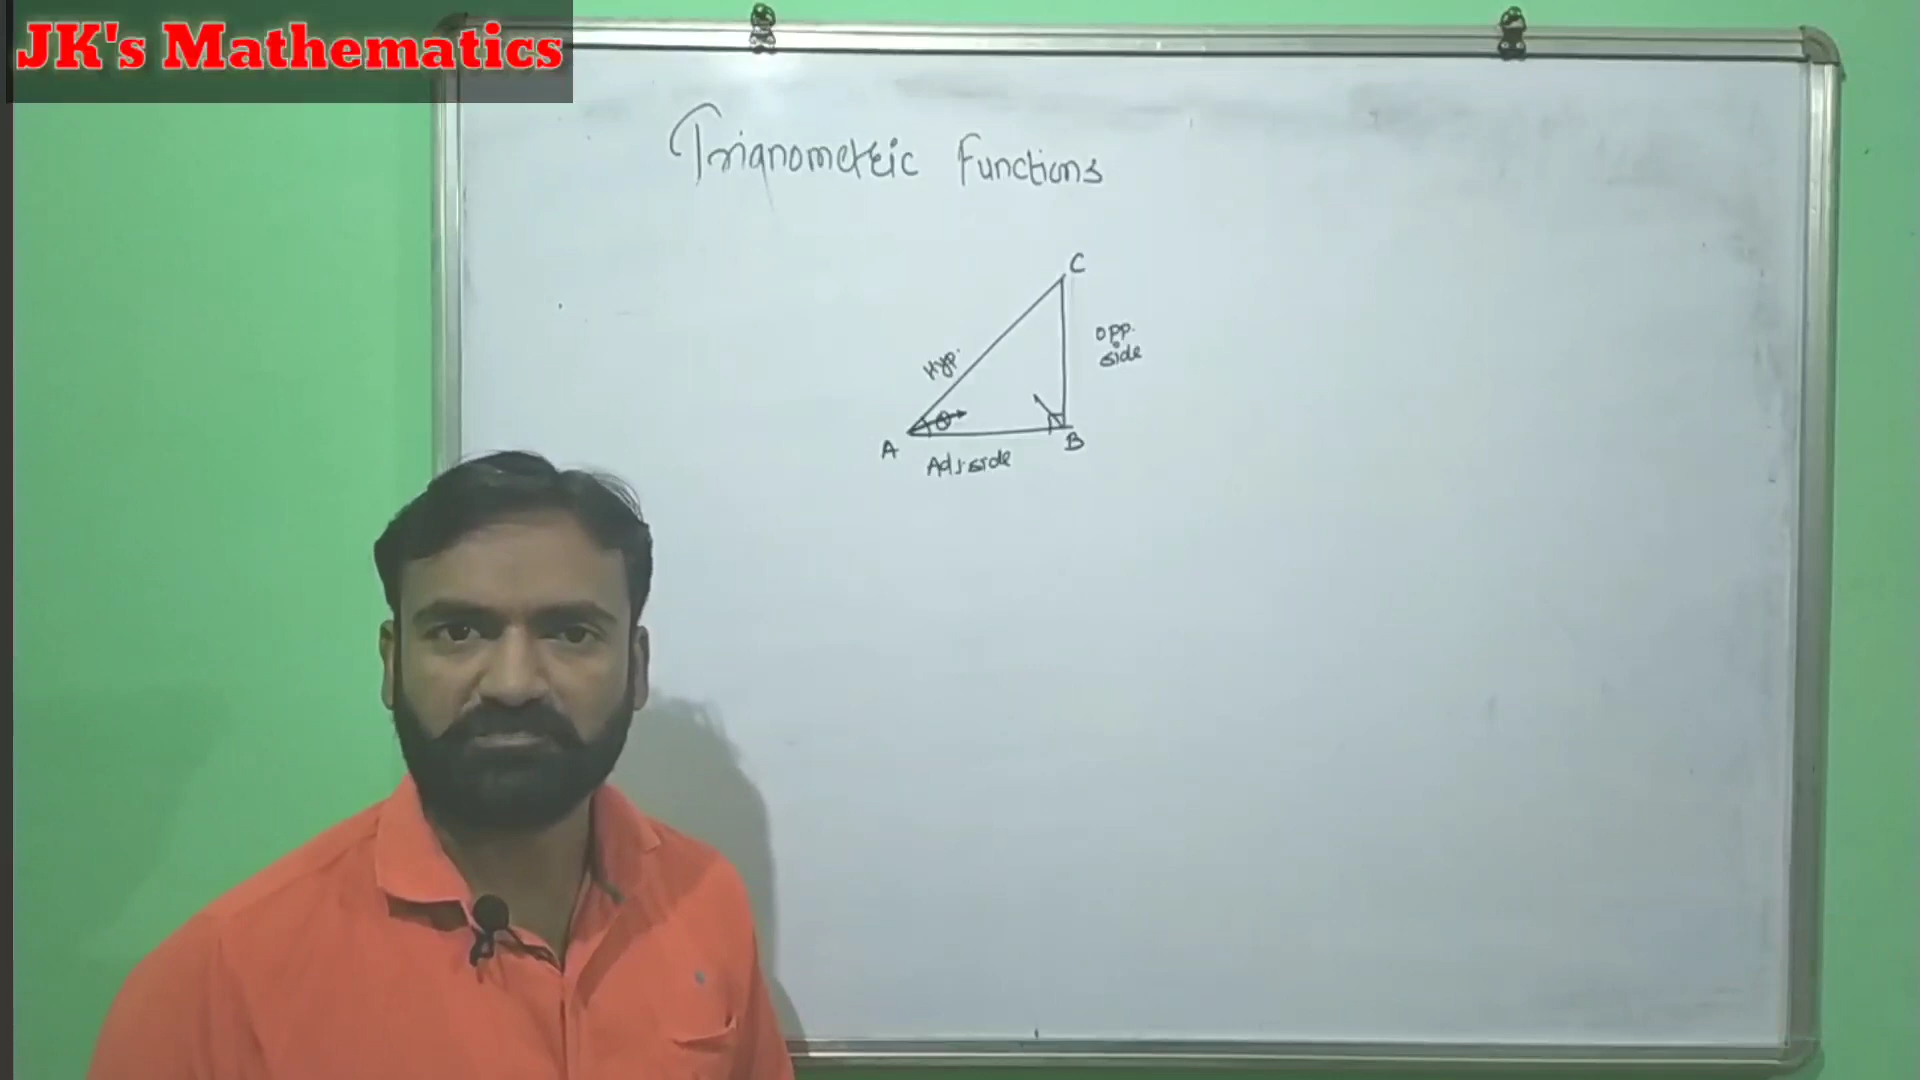 JK's Mathematics
Trignometric Functions
C
opp.
side
Hyp.
θ
A
B
Adj.side